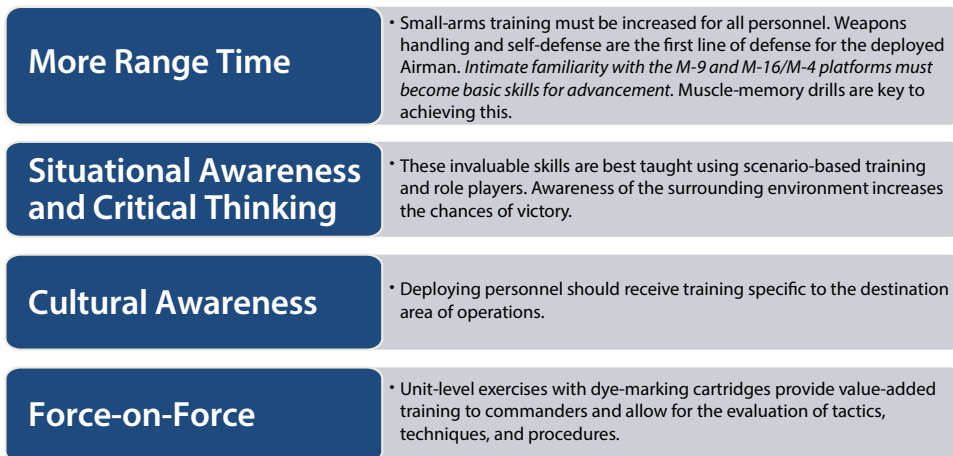 More Range Time
• Small-arms training must be increased for all personnel. Weapons
handling and self-defense are the first line of defense for the deployed
Airman. Intimate familiarity with the M-9 and M-16/M-4 platforms must
become basic skills for advancement. Muscle-memory drills are key to
achieving this.
Situational Awareness
and Critical Thinking
• These invaluable skills are best taught using scenario-based training
and role players. Awareness of the surrounding environment increases
the chances of victory.
Cultural Awareness
• Deploying personnel should receive training specific to the destination
area of operations.
Force-on-Force
• Unit-level exercises with dye-marking cartridges provide value-added
training to commanders and allow for the evaluation of tactics,
techniques, and procedures.